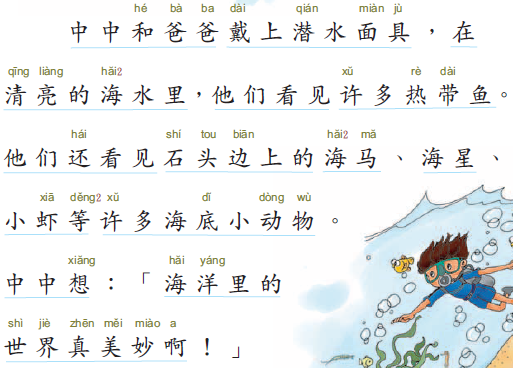 hé bà ba dài qián miàn jù
中中和爸爸戴上潜水面具，在
qīng liàng hǎi2 xǔ rè dài
清亮的海水里，他们看见许多热带鱼。
hái shí tou biān hǎi2 mǎ
他们还看见石头边上的海马、海星、
xiā děng2 xǔ dǐ dòng wù
小虾等许多海底小动物。
xiǎng hǎi yáng
中中想：「海洋里的
shì jiè zhēn měi miào a
世界真美妙啊！」